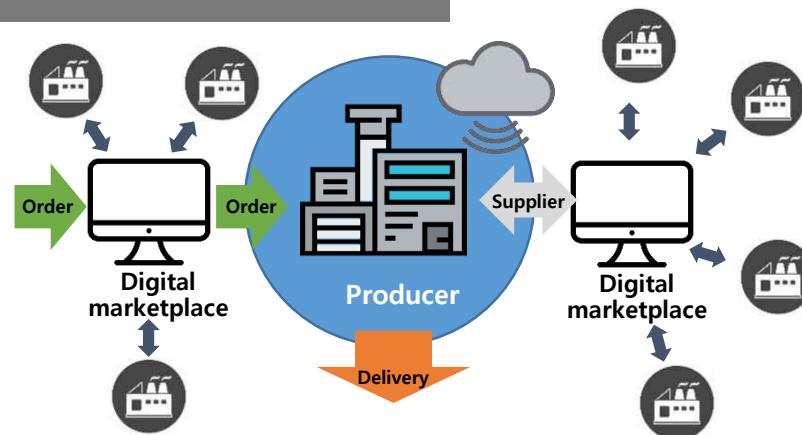 Order
Order
Supplier
Digital
marketplace
Producer
Digital
marketplace
Delivery